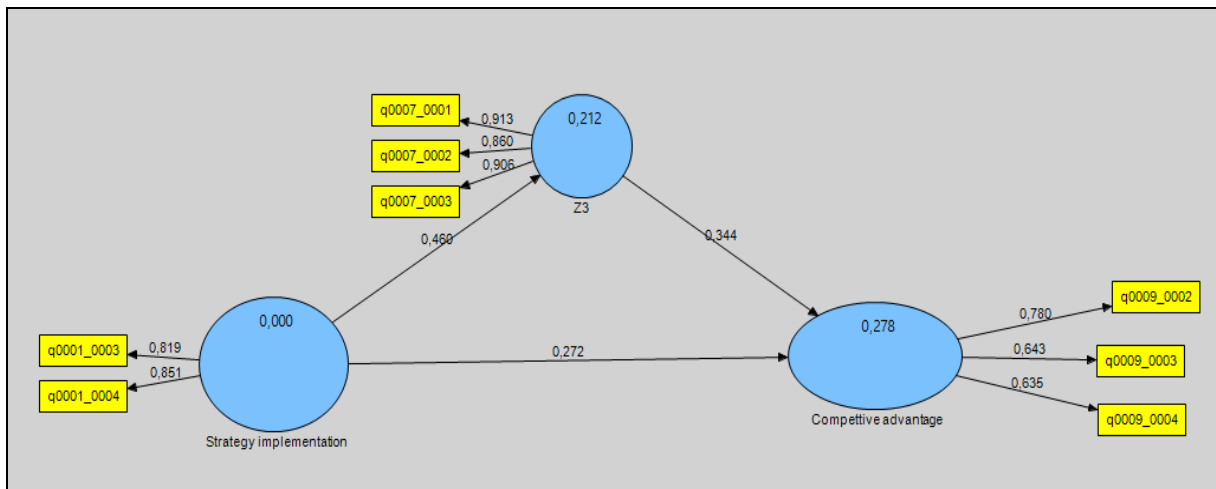 q0007_0001
0,913
0,212
q0007_0002
0,860
0,906
q0007_0003
Z3
0,460
0,344
q0009_0002
0,780
0,000
0,278
q0001_0003
0,819
0,272
0,643
q0009_0003
q0001_0004
0,851
0,635
q0009_0004
Strategy implementation
Compettive advantage